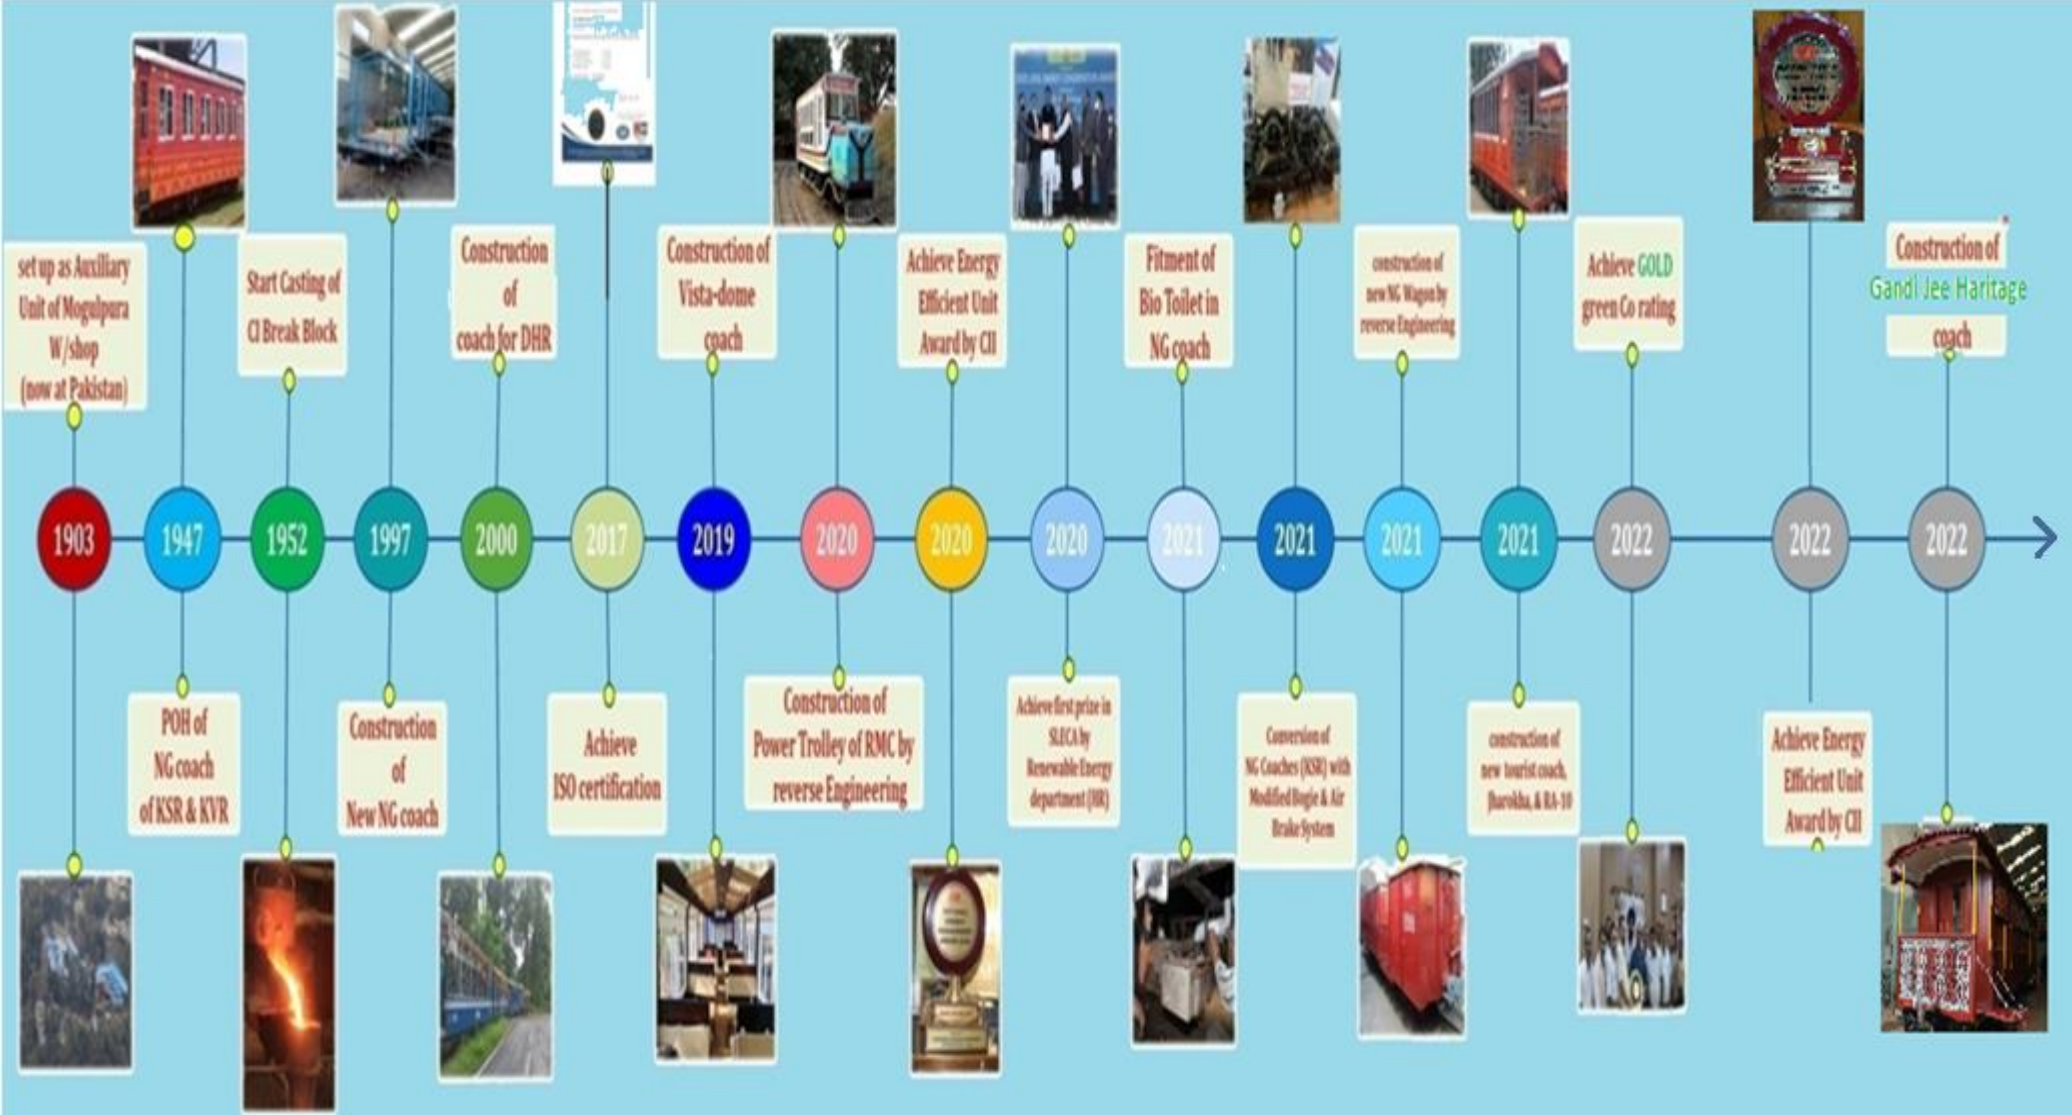 set up as Auxiliary
Unit of Mogulpura
W/shop
(now at Pakistan)
Start Casting of
CI Break Block
Construction
of
coach for DHR
Construction of
Vista-dome
coach
Achieve Energy
Efficient Unit
Award by CII
Fitment of
Bio Toilet in
NG coach
construction of
new NG Wagon by
reverse Engineering
Achieve GOLD
green Co rating
Construction of
Gandi Jee Haritage
coach
1903
1947
1952
1997
2000
2017
2019
2020
2020
2020
2021
2021
2021
2021
2022
2022
2022
POH of
NG coach
of KSR & KVR
Construction
of
New NG coach
Achieve
ISO certification
Construction of
Power Trolley of RMC by
reverse Engineering
Achieve first prize in
SLECA by
Renewable Energy
department (HR)
Conversion of
NG Coaches (KSR) with
Modified Bogie & Air
Brake System
construction of
new tourist coach,
Jharokha, & RA-10
Achieve Energy
Efficient Unit
Award by CII